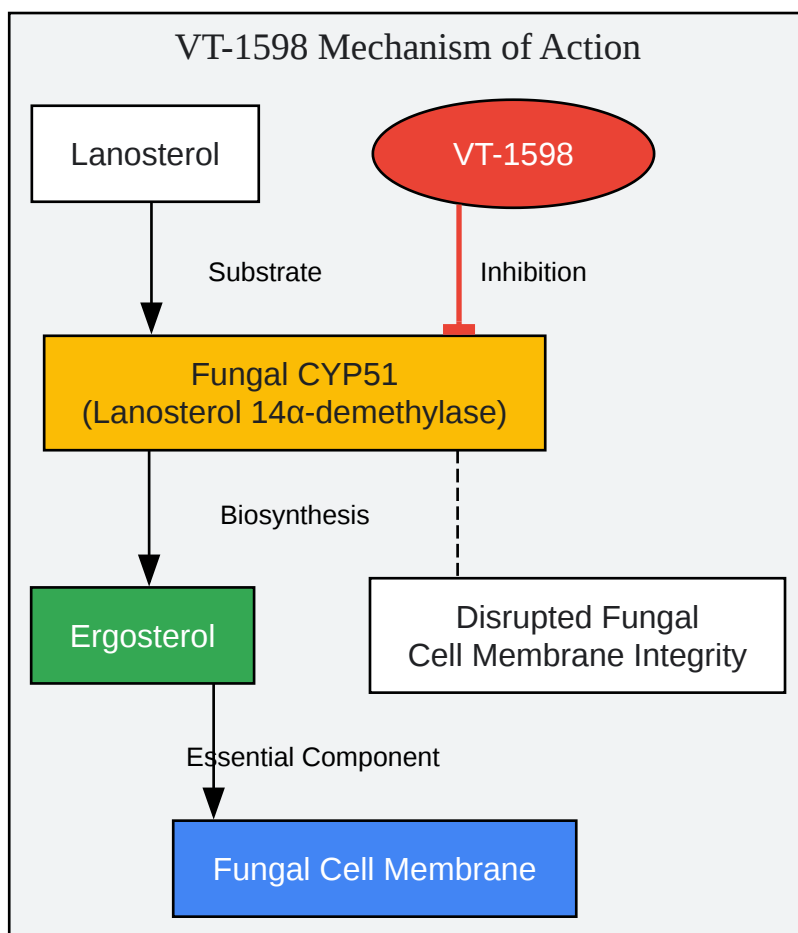 VT-1598 Mechanism of Action
Lanosterol
VT-1598
Substrate
Inhibition
Fungal CYP51
(Lanosterol 14α-demethylase)
Biosynthesis
Ergosterol
Disrupted Fungal
Cell Membrane Integrity
Essential Component
Fungal Cell Membrane